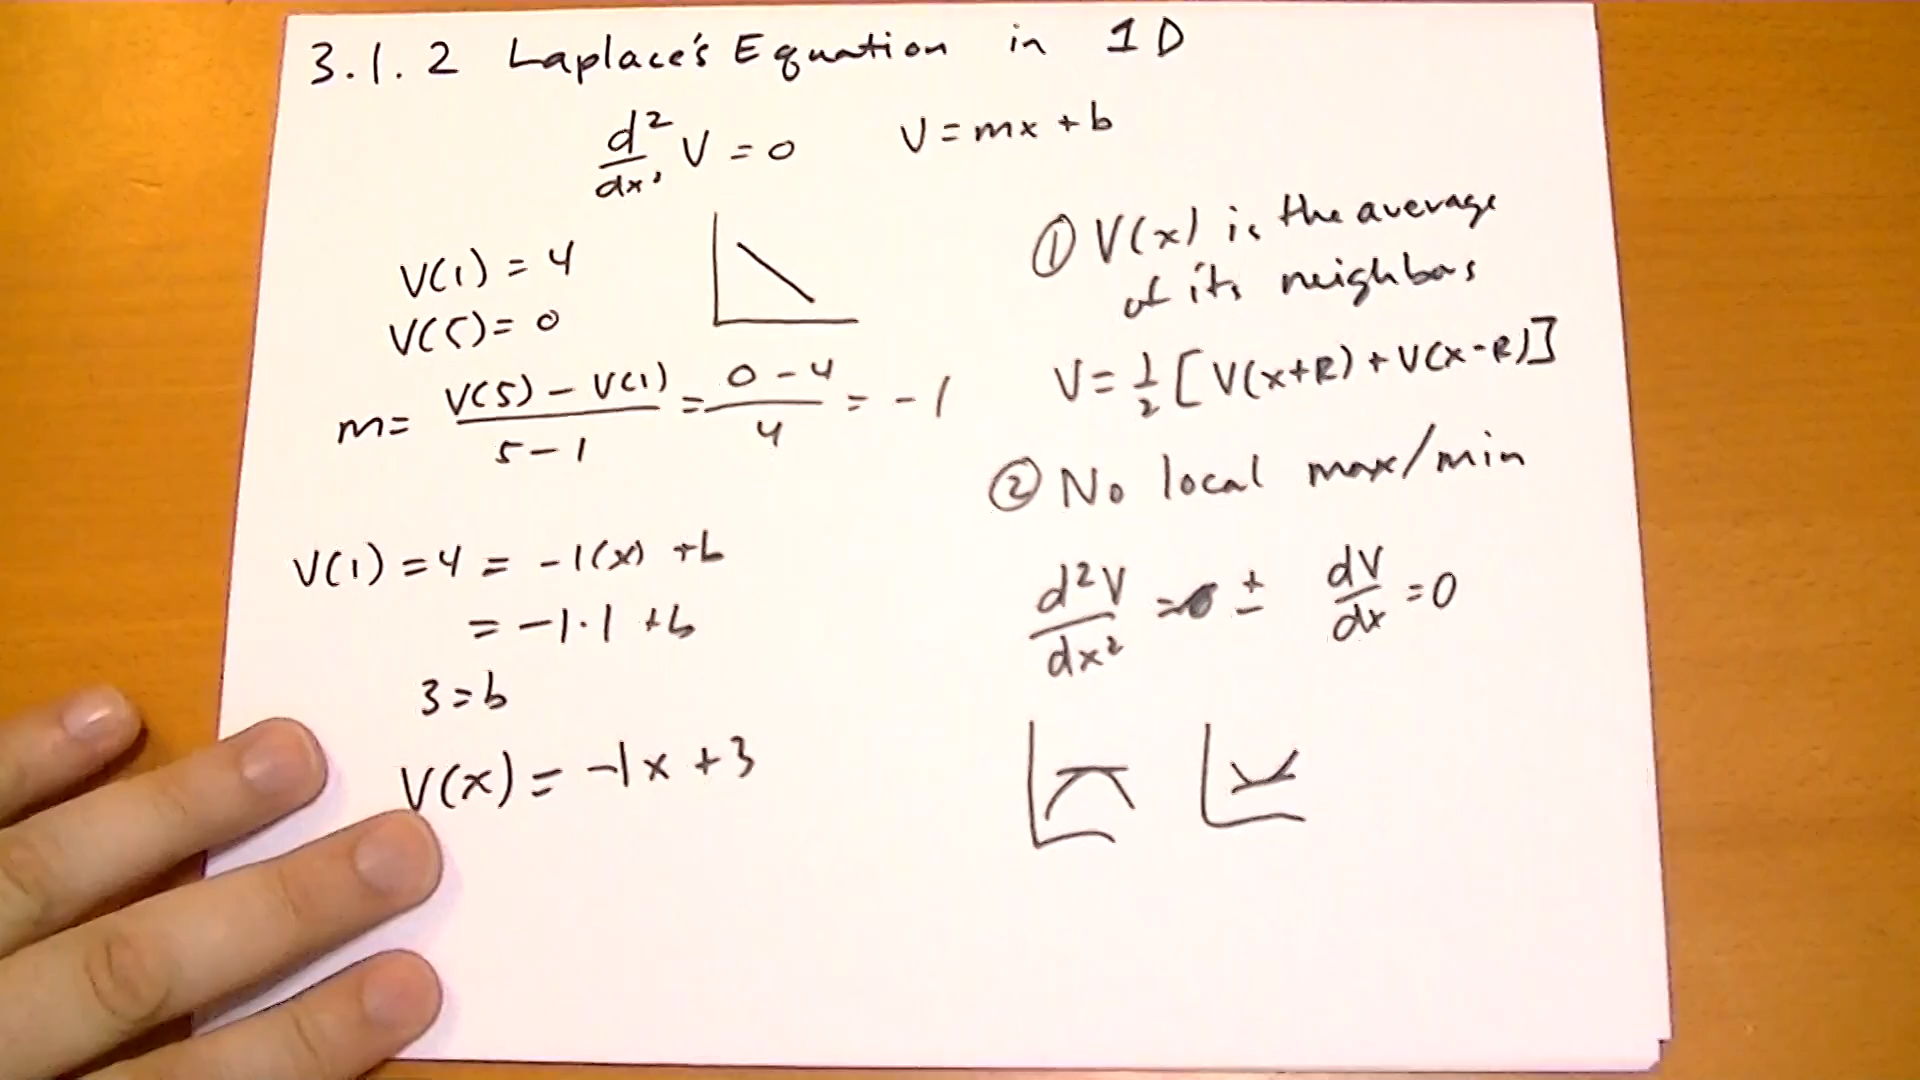 3.1.2 Laplace's Equation in 1D
d²/dx² V = 0 V = mx + b
V(1) = 4
V(5) = 0
m = (V(5) - V(1))/(5 - 1) = (0 - 4)/4 = -1
V(1) = 4 = -1(x) + b
= -1·1 + b
3 = b
V(x) = -1x + 3
① V(x) is the average
of its neighbors
V = 1/2 [V(x+R) + V(x-R)]
② No local max/min
d²V/dx² = ± dV/dx = 0